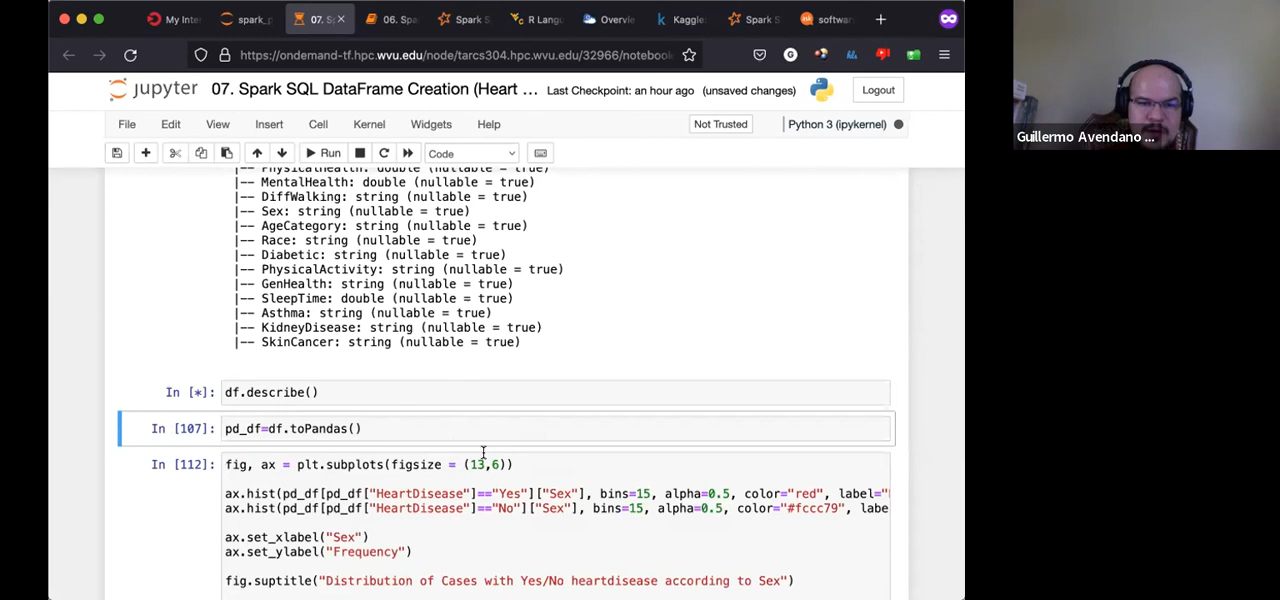 My Inte
spark_p
07. S
06. Spa
Spark S
R Langu
Overvie
Kaggle:
Spark S
softwar
https://ondemand-tf.hpc.wvu.edu/node/tarcs304.hpc.wvu.edu/32966/notebook
jupyter 07. Spark SQL DataFrame Creation (Heart ... Last Checkpoint: an hour ago (unsaved changes) Logout
File Edit View Insert Cell Kernel Widgets Help Not Trusted Python 3 (ipykernel)
Run Code
|-- PhysicalHealth: double (nullable = true)
|-- MentalHealth: double (nullable = true)
|-- DiffWalking: string (nullable = true)
|-- Sex: string (nullable = true)
|-- AgeCategory: string (nullable = true)
|-- Race: string (nullable = true)
|-- Diabetic: string (nullable = true)
|-- PhysicalActivity: string (nullable = true)
|-- GenHealth: string (nullable = true)
|-- SleepTime: double (nullable = true)
|-- Asthma: string (nullable = true)
|-- KidneyDisease: string (nullable = true)
|-- SkinCancer: string (nullable = true)
In [*]: df.describe()
In [107]: pd_df=df.toPandas()
In [112]: fig, ax = plt.subplots(figsize = (13,6))
ax.hist(pd_df[pd_df["HeartDisease"]=="Yes"]["Sex"], bins=15, alpha=0.5, color="red", label="
ax.hist(pd_df[pd_df["HeartDisease"]=="No"]["Sex"], bins=15, alpha=0.5, color="#fccc79", labe
ax.set_xlabel("Sex")
ax.set_ylabel("Frequency")
fig.suptitle("Distribution of Cases with Yes/No heartdisease according to Sex")
Guillermo Avendano ...